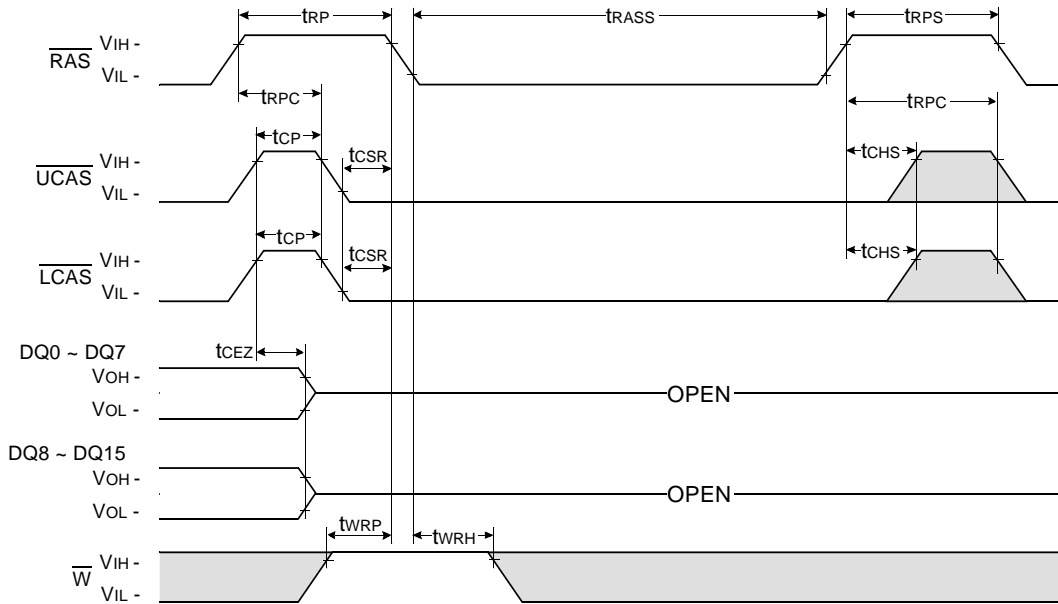 tRP tRASS tRPS
RAS VIH -
VIL -
tRPC tRPC
tCP
tCSR tCHS
UCAS VIH -
VIL -
tCP
tCSR tCHS
LCAS VIH -
VIL -
DQ0 ~ DQ7 tCEZ
VOH -
OPEN
VOL -
DQ8 ~ DQ15
VOH -
OPEN
VOL -
tWRP tWRH
W VIH -
VIL -